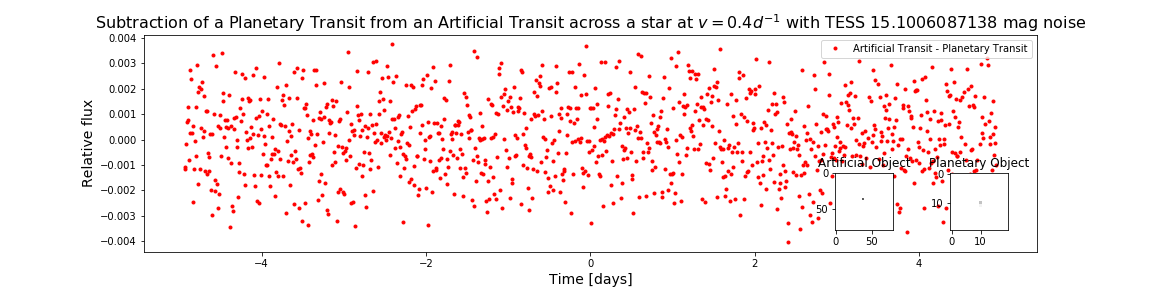 Subtraction of a Planetary Transit from an Artificial Transit across a star at v = 0.4d⁻¹ with TESS 15.1006087138 mag noise
0.004
0.003
0.002
0.001
0.000
−0.001
−0.002
−0.003
−0.004
Relative flux
Artificial Transit - Planetary Transit
Artificial Object
0
50
0 50
Planetary Object
0
10
0 10
−4 −2 0 2 4
Time [days]